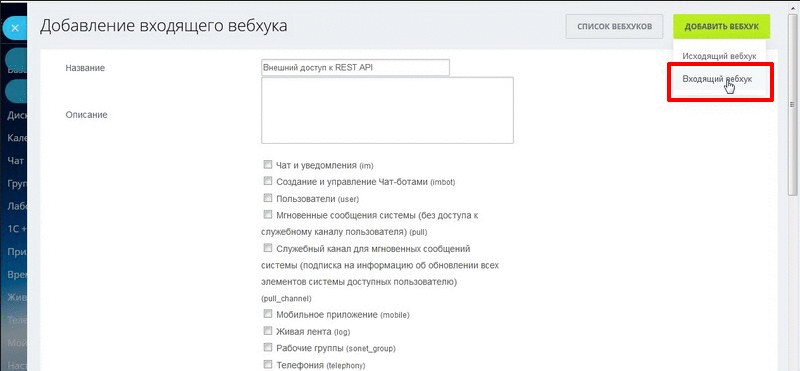 Добавление входящего вебхука
СПИСОК ВЕБХУКОВ
ДОБАВИТЬ ВЕБХУК
Исходящий вебхук
Входящий вебхук
Название
Внешний доступ к REST API
Описание
Чат и уведомления (im)
Создание и управление Чат-ботами (imbot)
Пользователи (user)
Мгновенные сообщения системы (без доступа к
служебному каналу пользователя) (pull)
Служебный канал для мгновенных сообщений
системы (подписка на информацию об обновлении всех
элементов системы доступных пользователю)
(pull_channel)
Мобильное приложение (mobile)
Живая лента (log)
Рабочие группы (sonet_group)
Телефония (telephony)
Диск
Кале
Чат
Груп
Лабо
1С +
При
Врем
Жив
Теле
Мой
Наст